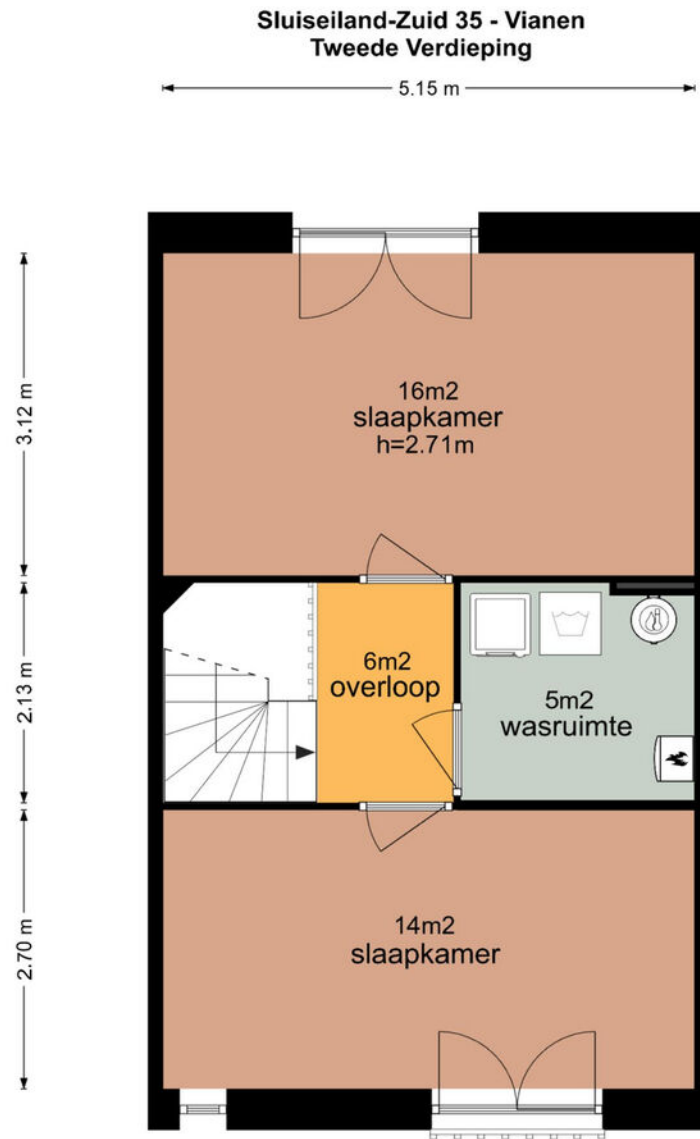 Sluiseiland-Zuid 35 - Vianen
Tweede Verdieping
5.15 m
3.12 m
16m2
slaapkamer
h=2.71m
2.13 m
6m2
overloop
5m2
wasruimte
2.70 m
14m2
slaapkamer